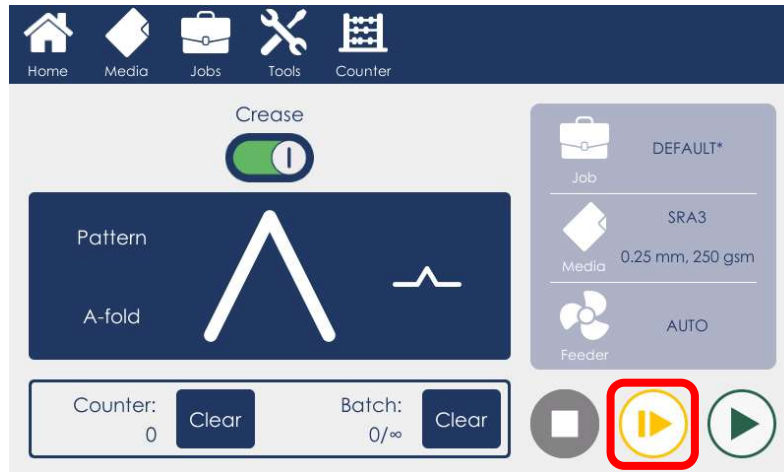 Home Media Jobs Tools Counter
Crease
Pattern
A-fold
Counter:
0
Clear
Batch:
0/∞
Clear
DEFAULT*
Job
SRA3
0.25 mm, 250 gsm
Media
AUTO
Feeder